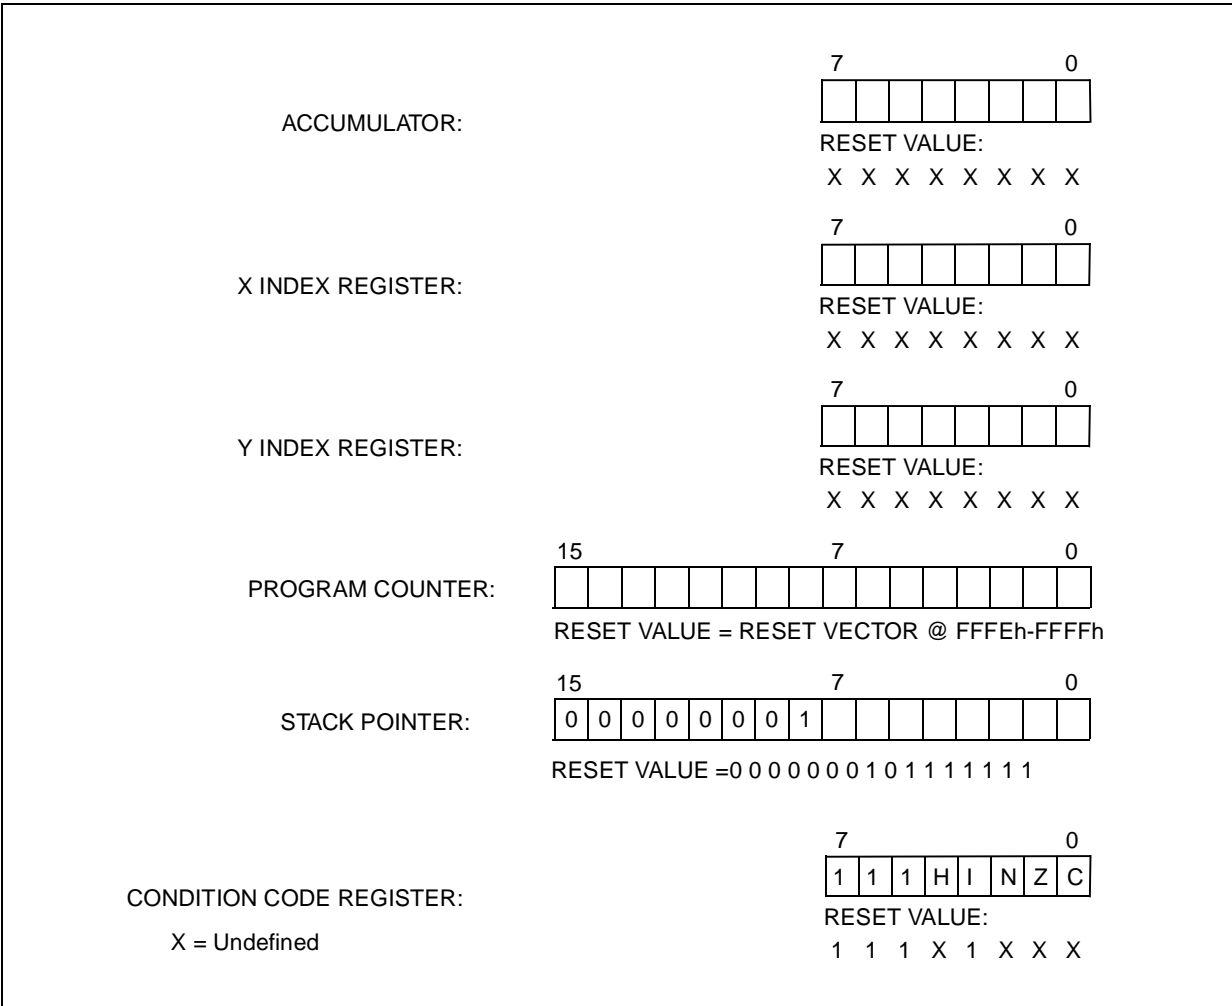 7 0
ACCUMULATOR:
RESET VALUE:
X X X X X X X X
7 0
X INDEX REGISTER:
RESET VALUE:
X X X X X X X X
7 0
Y INDEX REGISTER:
RESET VALUE:
X X X X X X X X
15 7 0
PROGRAM COUNTER:
RESET VALUE = RESET VECTOR @ FFFEh-FFFFh
15 7 0
STACK POINTER: 0 0 0 0 0 0 0 1
RESET VALUE =0 0 0 0 0 0 0 1 0 1 1 1 1 1 1 1
7 0
1 1 1 H I N Z C
CONDITION CODE REGISTER:
RESET VALUE:
X = Undefined
1 1 1 X 1 X X X